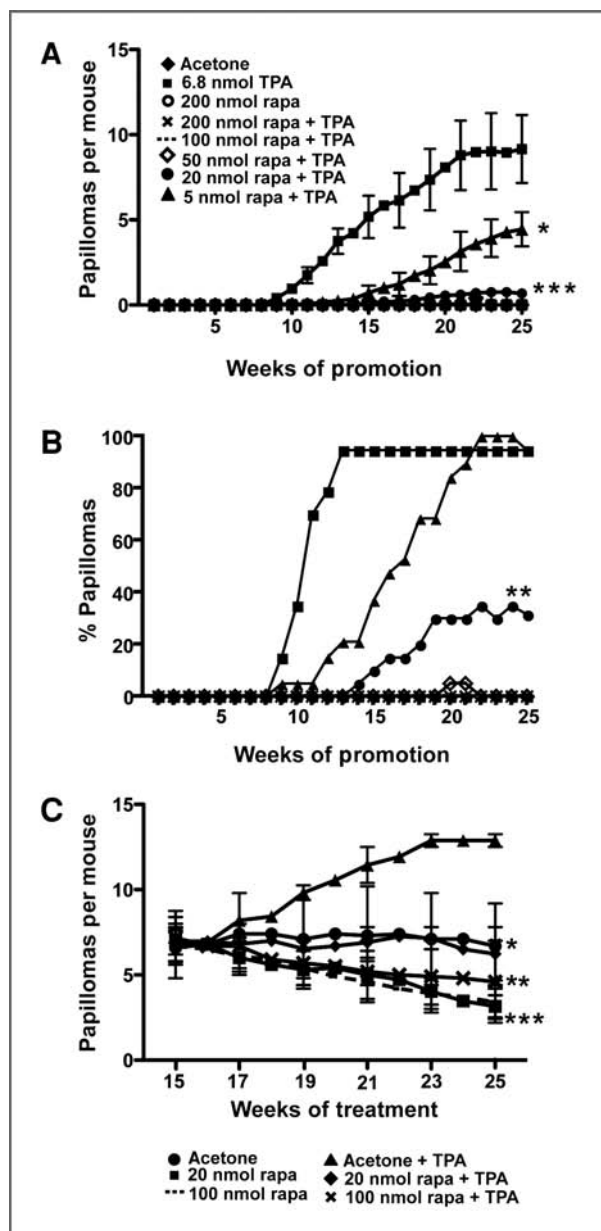 A
Acetone
6.8 nmol TPA
200 nmol rapa
200 nmol rapa + TPA
100 nmol rapa + TPA
50 nmol rapa + TPA
20 nmol rapa + TPA
5 nmol rapa + TPA
Papillomas per mouse
15
10
5
0
*
***
5 10 15 20 25
Weeks of promotion
B
% Papillomas
100
80
60
40
20
0
**
5 10 15 20 25
Weeks of promotion
C
Papillomas per mouse
15
10
5
0
*
**
***
15 17 19 21 23 25
Weeks of treatment
Acetone Acetone + TPA
20 nmol rapa 20 nmol rapa + TPA
100 nmol rapa 100 nmol rapa + TPA